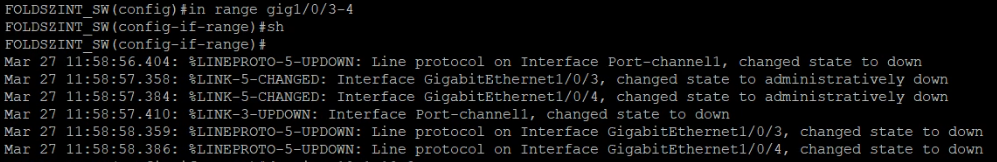 FOLDSZINT_SW(config)#in range gig1/0/3-4
FOLDSZINT_SW(config-if-range)#sh
FOLDSZINT_SW(config-if-range)#
Mar 27 11:58:56.404: %LINEPROTO-5-UPDOWN: Line protocol on Interface Port-channel1, changed state to down
Mar 27 11:58:57.358: %LINK-5-CHANGED: Interface GigabitEthernet1/0/3, changed state to administratively down
Mar 27 11:58:57.384: %LINK-5-CHANGED: Interface GigabitEthernet1/0/4, changed state to administratively down
Mar 27 11:58:57.410: %LINK-3-UPDOWN: Interface Port-channel1, changed state to down
Mar 27 11:58:58.359: %LINEPROTO-5-UPDOWN: Line protocol on Interface GigabitEthernet1/0/3, changed state to down
Mar 27 11:58:58.386: %LINEPROTO-5-UPDOWN: Line protocol on Interface GigabitEthernet1/0/4, changed state to down